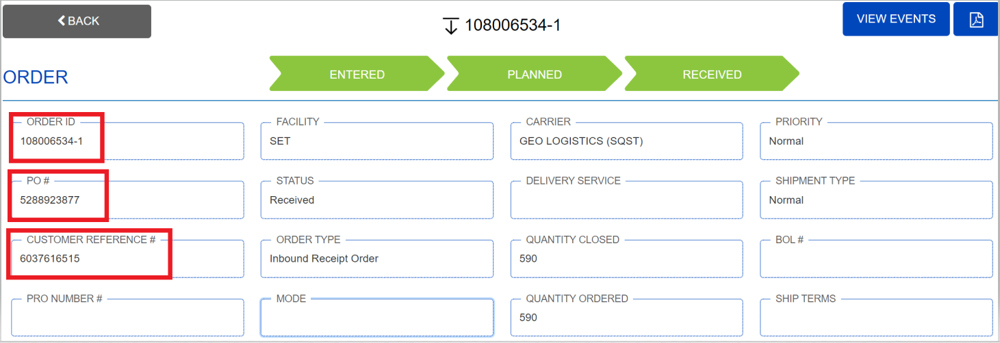 BACK
108006534-1
VIEW EVENTS
ORDER
ENTERED
PLANNED
RECEIVED
ORDER ID
108006534-1
FACILITY
SET
CARRIER
GEO LOGISTICS (SQST)
PRIORITY
Normal
PO #
5288923877
STATUS
Received
DELIVERY SERVICE
SHIPMENT TYPE
Normal
CUSTOMER REFERENCE #
6037616515
ORDER TYPE
Inbound Receipt Order
QUANTITY CLOSED
590
BOL #
PRO NUMBER #
MODE
QUANTITY ORDERED
590
SHIP TERMS